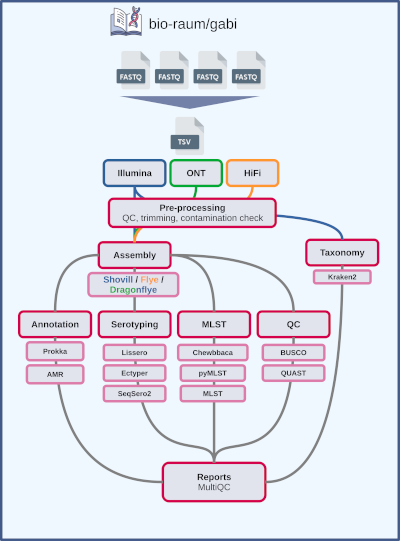 bio-raum/gabi
FASTQ FASTQ FASTQ FASTQ
TSV
Illumina ONT HiFi
Pre-processing
QC, trimming, contamination check
Taxonomy
Kraken2
Assembly
Shovill / Flye /
Dragonflye
Annotation Serotyping MLST QC
Prokka Lissero Chewbbaca BUSCO
AMR Ectyper pyMLST QUAST
SeqSero2 MLST
Reports
MultiQC